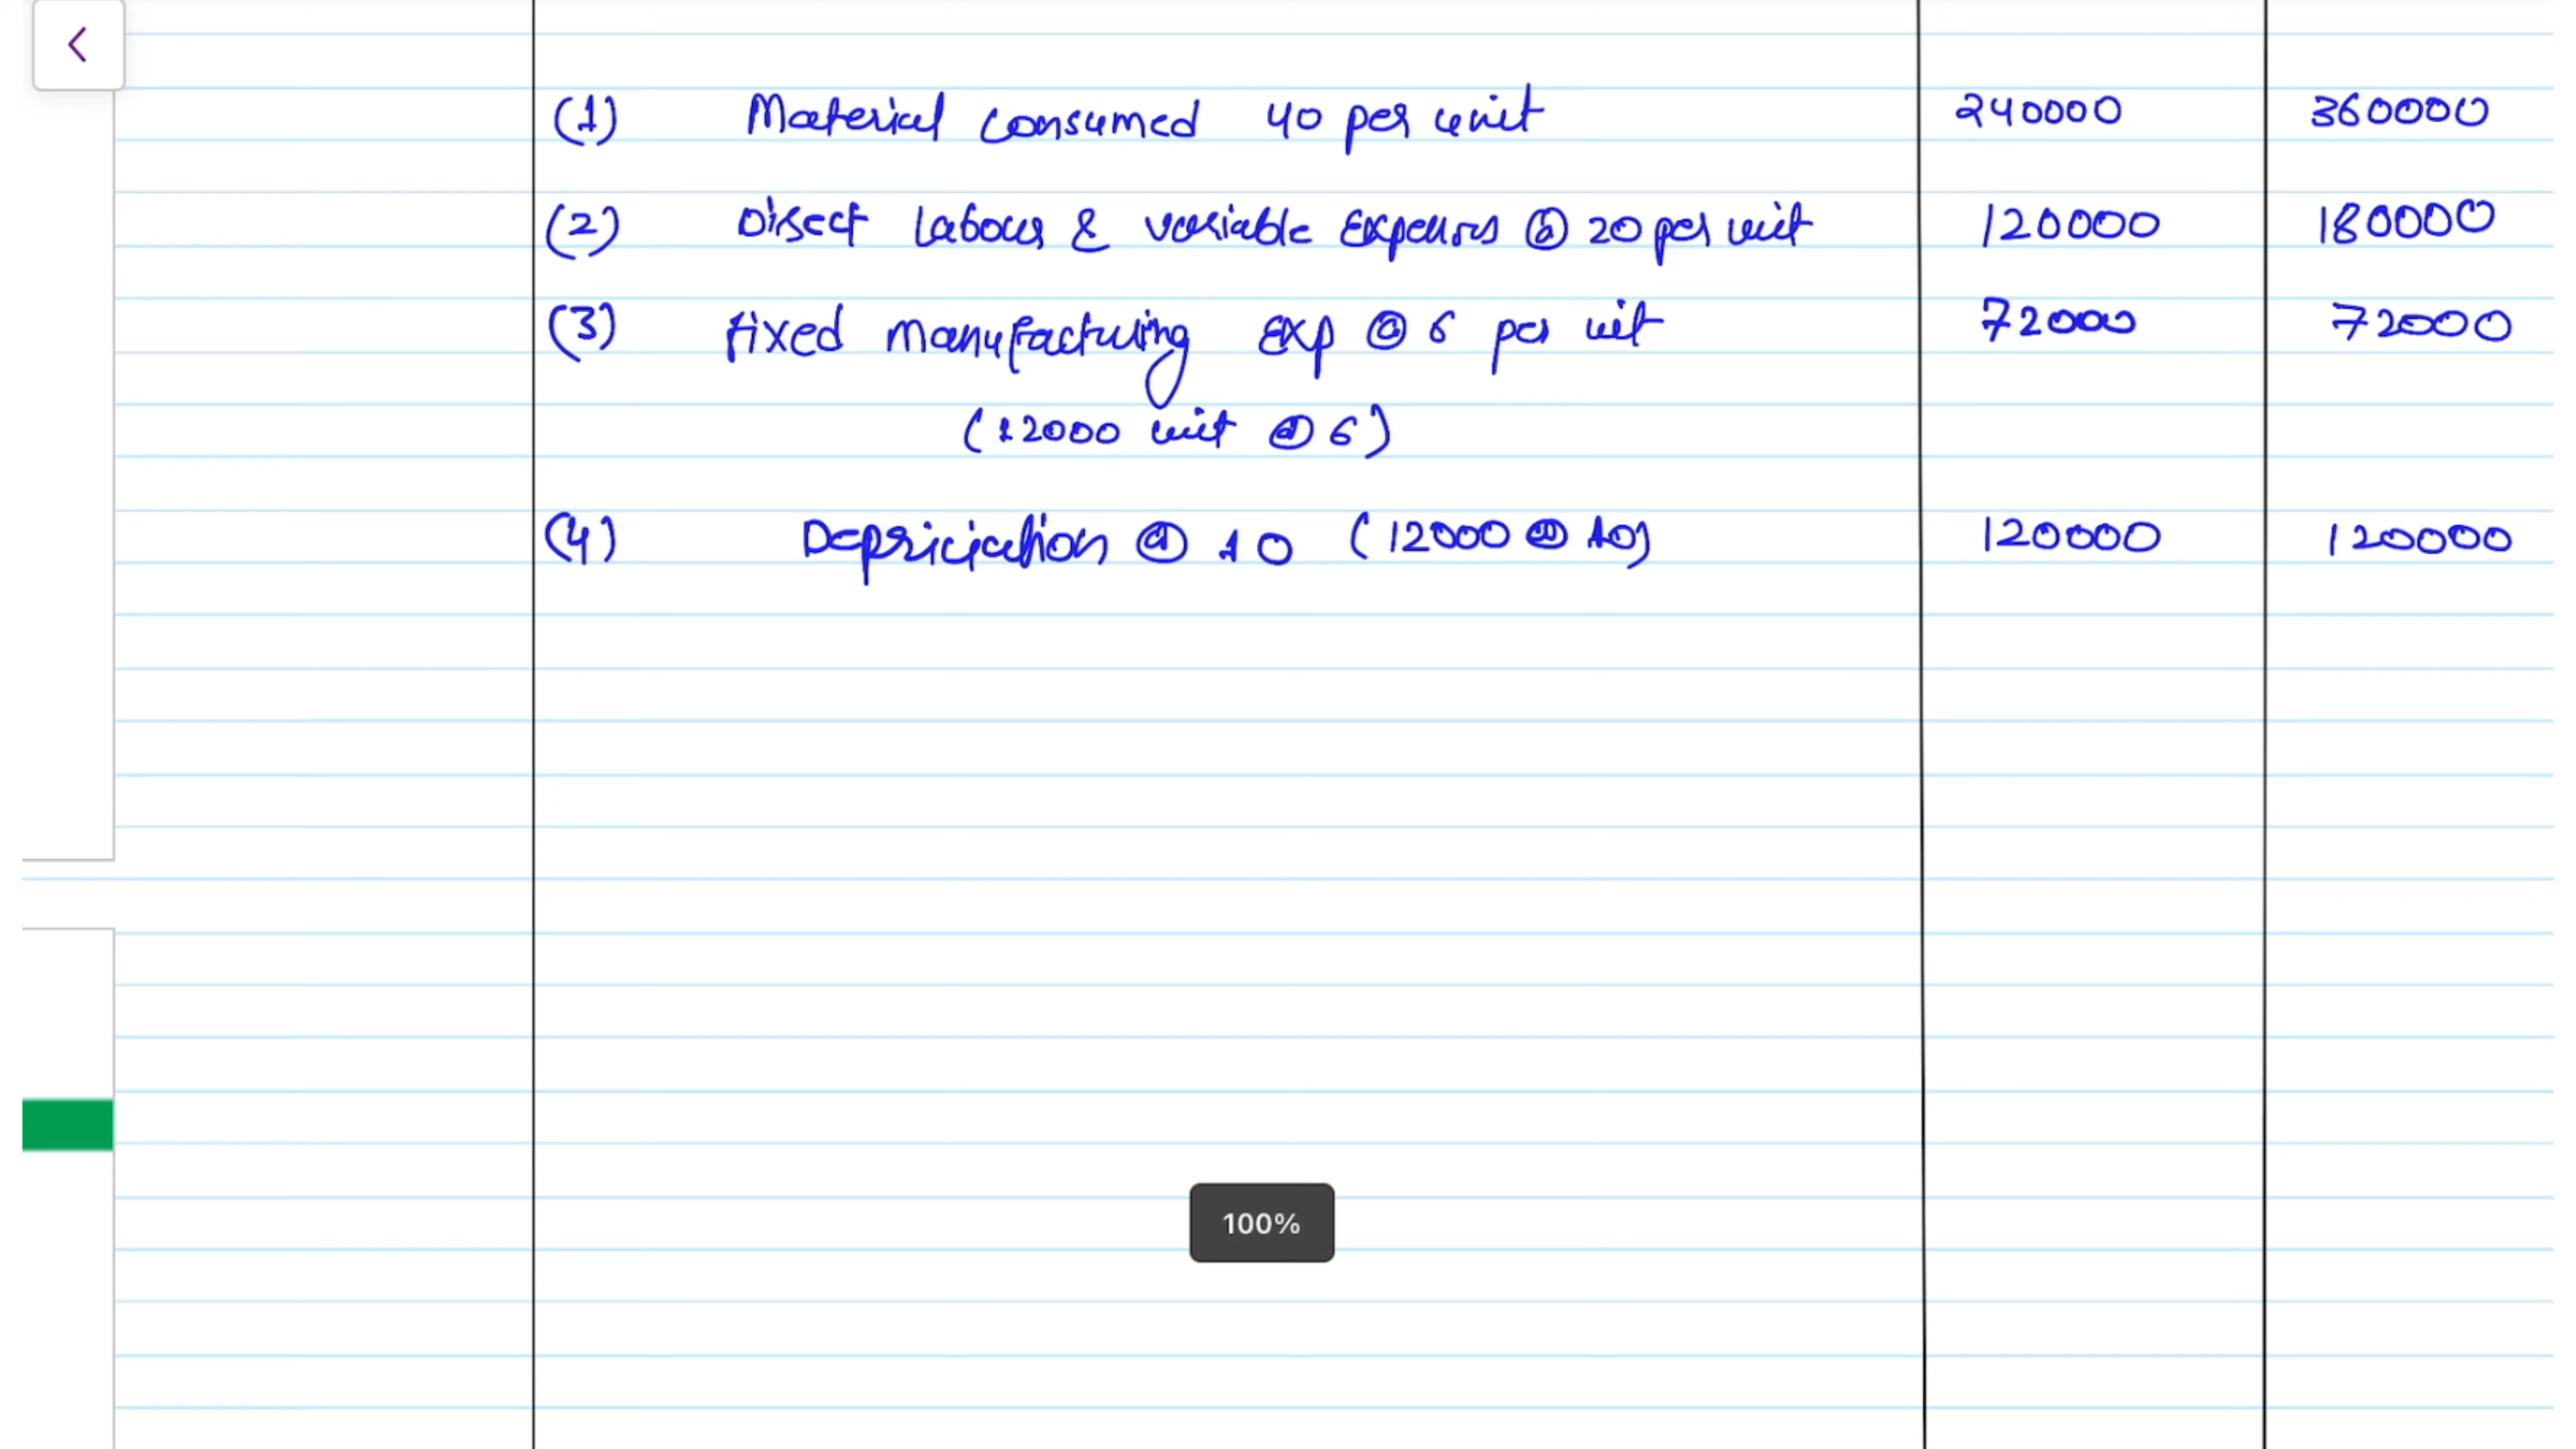 (1) Material consumed 40 per unit 240000 360000
(2) Direct Labour & variable Expenses @ 20 per unit 120000 180000
(3) fixed manufacturing Exp @ 6 per uit 72000 72000
(12000 unit @ 6)
(4) Depriciation @ 10 (12000 @ 10) 120000 120000
100%